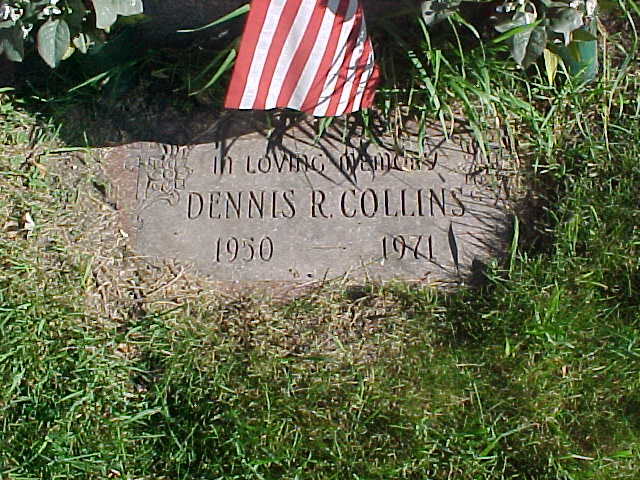 In Loving Memory
DENNIS R. COLLINS
1950 — 1971